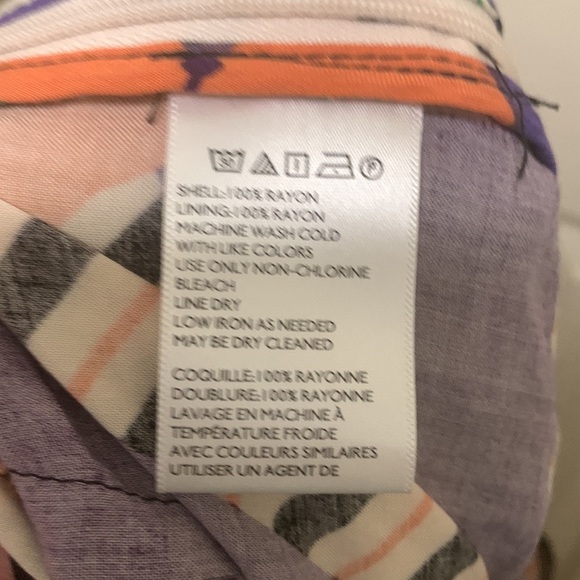 30
P
SHELL:100% RAYON
LINING:100% RAYON
MACHINE WASH COLD
WITH LIKE COLORS
USE ONLY NON-CHLORINE
BLEACH
LINE DRY
LOW IRON AS NEEDED
MAY BE DRY CLEANED
COQUILLE:100% RAYONNE
DOUBLURE:100% RAYONNE
LAVAGE EN MACHINE À
TEMPÉRATURE FROIDE
AVEC COULEURS SIMILAIRES
UTILISER UN AGENT DE